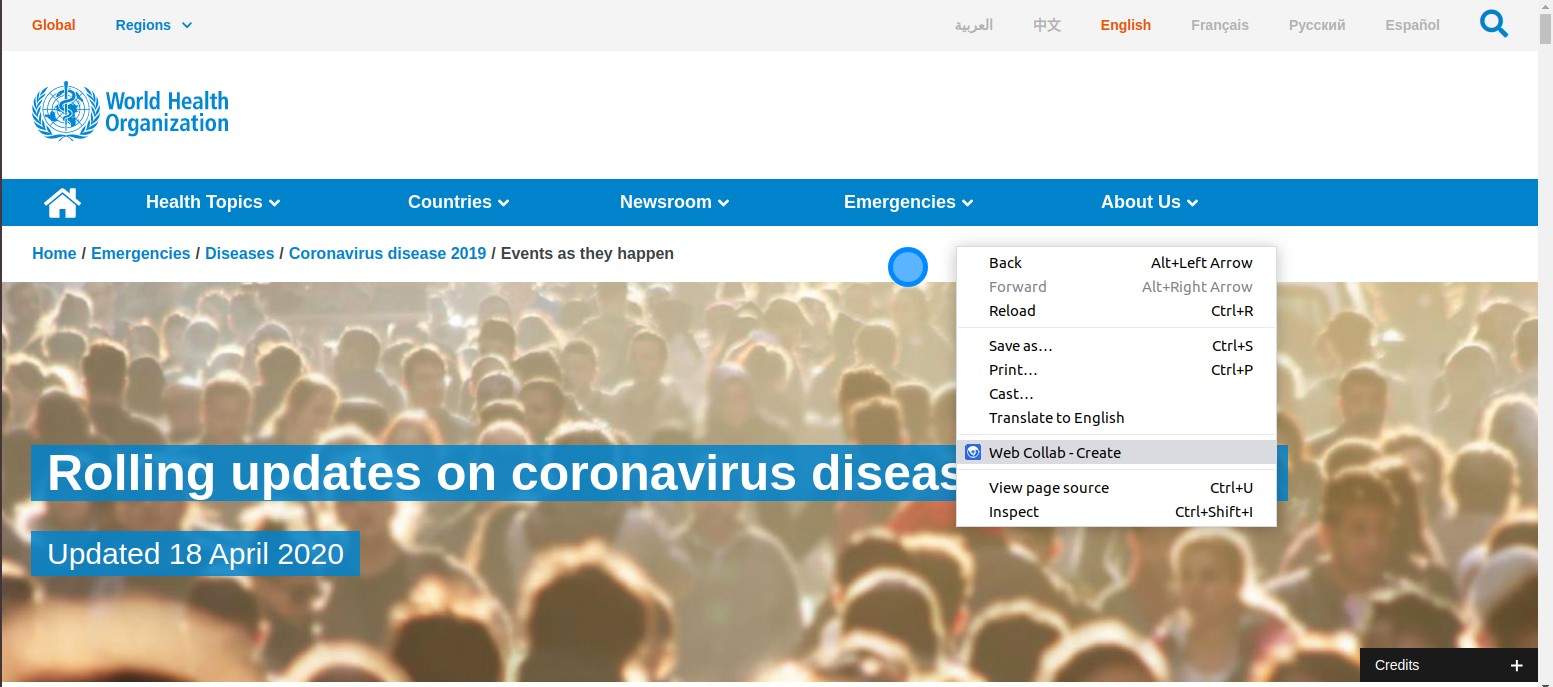 Global Regions العربية 中文 English Français Русский Español
World Health
Organization
Health Topics Countries Newsroom Emergencies About Us
Home / Emergencies / Diseases / Coronavirus disease 2019 / Events as they happen
Back Alt+Left Arrow
Forward Alt+Right Arrow
Reload Ctrl+R
Save as... Ctrl+S
Print... Ctrl+P
Cast...
Translate to English
Web Collab - Create
View page source Ctrl+U
Inspect Ctrl+Shift+I
Rolling updates on coronavirus
Updated 18 April 2020
Credits +